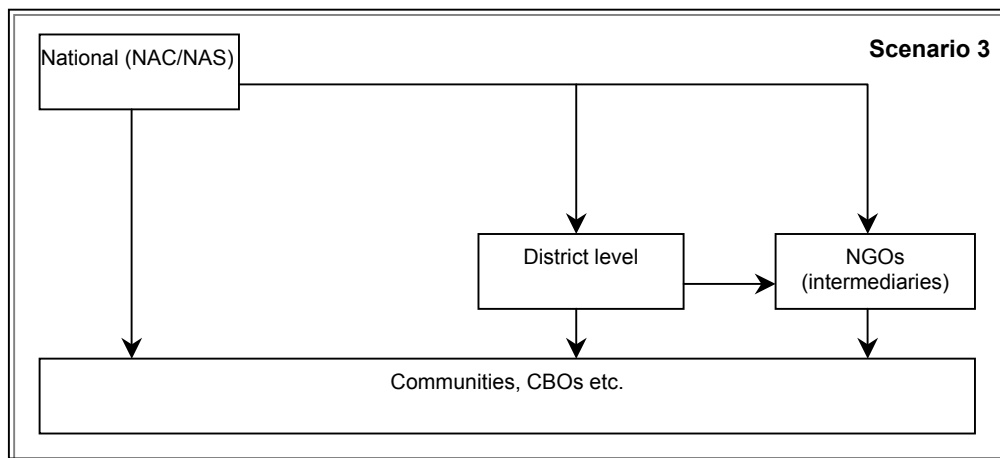 Scenario 3
National (NAC/NAS)
District level
NGOs
(intermediaries)
Communities, CBOs etc.